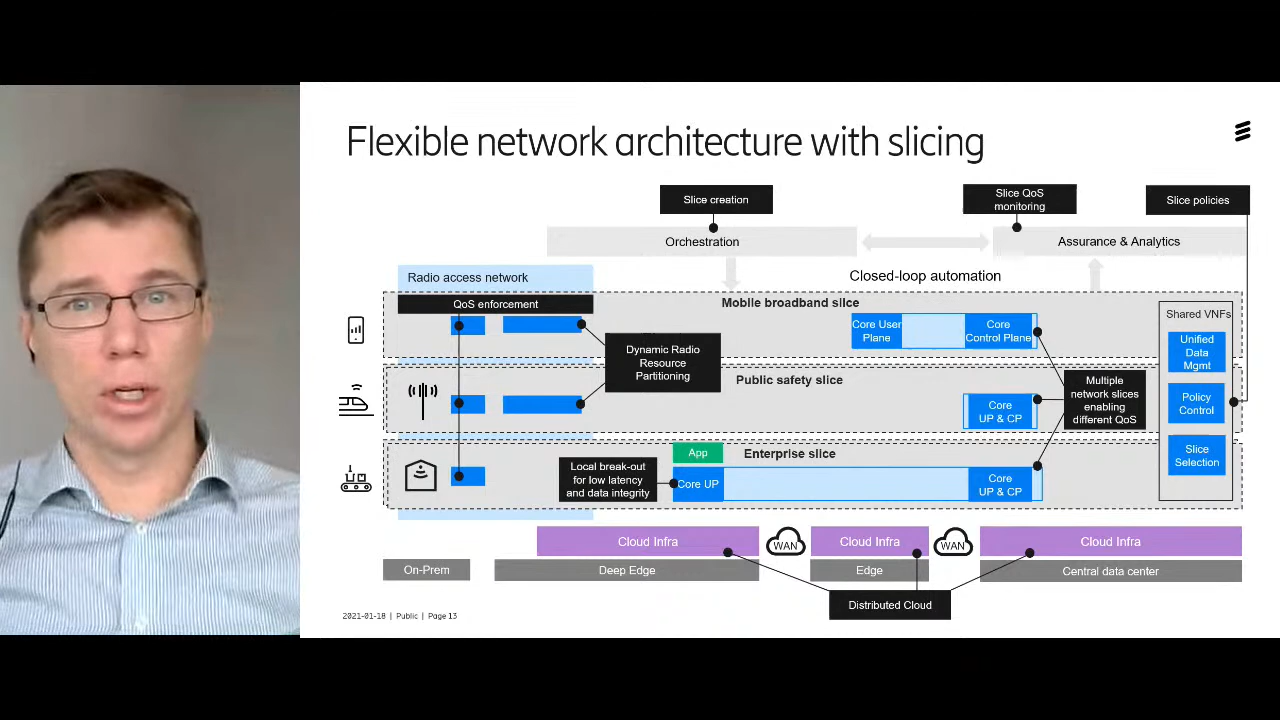 Flexible network architecture with slicing
Slice creation
Slice QoS
monitoring
Slice policies
Orchestration
Assurance & Analytics
Closed-loop automation
Radio access network
QoS enforcement
Mobile broadband slice
Shared VNFs
Core User
Plane
Core
Control Plane
Unified
Data
Mgmt
Dynamic Radio
Resource
Partitioning
Public safety slice
Multiple
network slices
enabling
different QoS
Core
UP & CP
Policy
Control
App
Enterprise slice
Slice
Selection
Local break-out
for low latency
and data integrity
Core UP
Core
UP & CP
Cloud Infra
WAN
Cloud Infra
WAN
Cloud Infra
On-Prem
Deep Edge
Edge
Central data center
Distributed Cloud
2021-01-18 | Public | Page 13